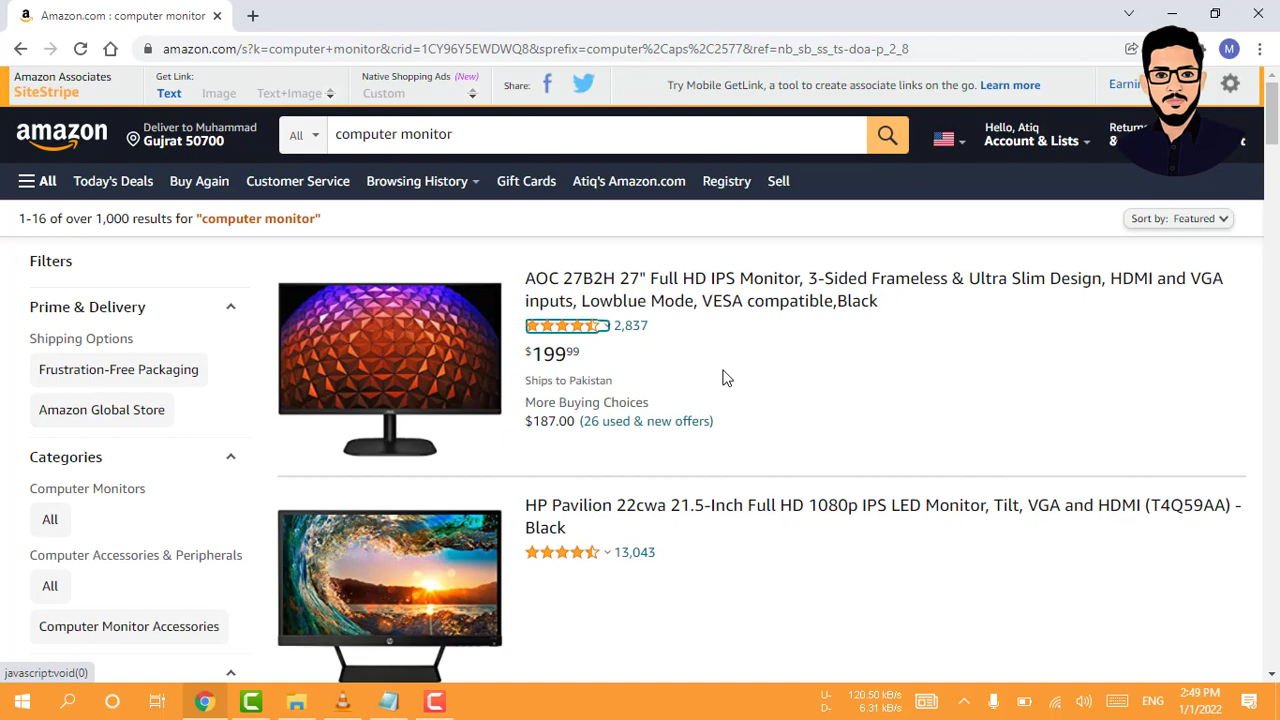 Amazon.com : computer monitor
amazon.com/s?k=computer+monitor&crid=1CY96Y5EWDWQ8&sprefix=computer%2Caps%2C2577&ref=nb_sb_ss_ts-doa-p_2_8
M
Amazon Associates
SiteStripe
Get Link:
Text Image Text+Image
Native Shopping Ads (New)
Custom
Share:
Try Mobile GetLink, a tool to create associate links on the go. Learn more
amazon
Deliver to Muhammad
Gujrat 50700
All
computer monitor
Hello, Atiq
Account & Lists
&
All Today's Deals Buy Again Customer Service Browsing History Gift Cards Atiq's Amazon.com Registry Sell
1-16 of over 1,000 results for "computer monitor"
Sort by: Featured
Filters
Prime & Delivery
Shipping Options
Frustration-Free Packaging
Amazon Global Store
Categories
Computer Monitors
All
Computer Accessories & Peripherals
All
Computer Monitor Accessories
AOC 27B2H 27" Full HD IPS Monitor, 3-Sided Frameless & Ultra Slim Design, HDMI and VGA
inputs, Lowblue Mode, VESA compatible,Black
2,837
$199 99
Ships to Pakistan
More Buying Choices
$187.00 (26 used & new offers)
HP Pavilion 22cwa 21.5-Inch Full HD 1080p IPS LED Monitor, Tilt, VGA and HDMI (T4Q59AA) -
Black
13,043
javascript:void(0)
U- 120.50 kB/s
D- 6.31 kB/s
ENG
2:49 PM
1/1/2022